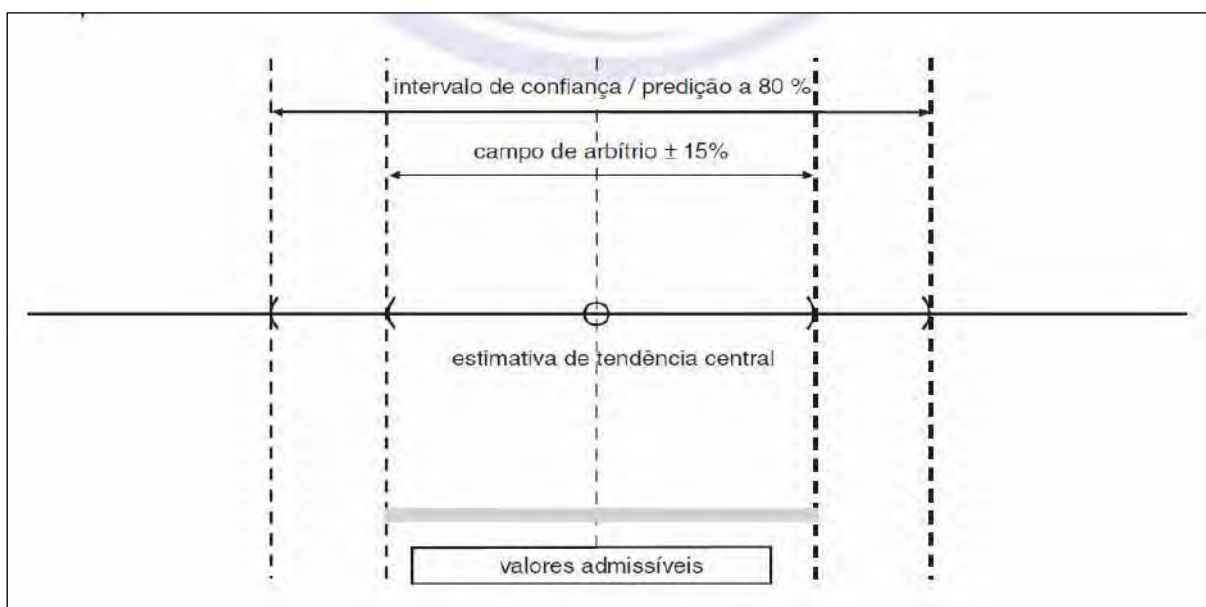 intervalo de confiança / predição a 80 %
campo de arbítrio ± 15%
estimativa de tendência central
valores admissíveis